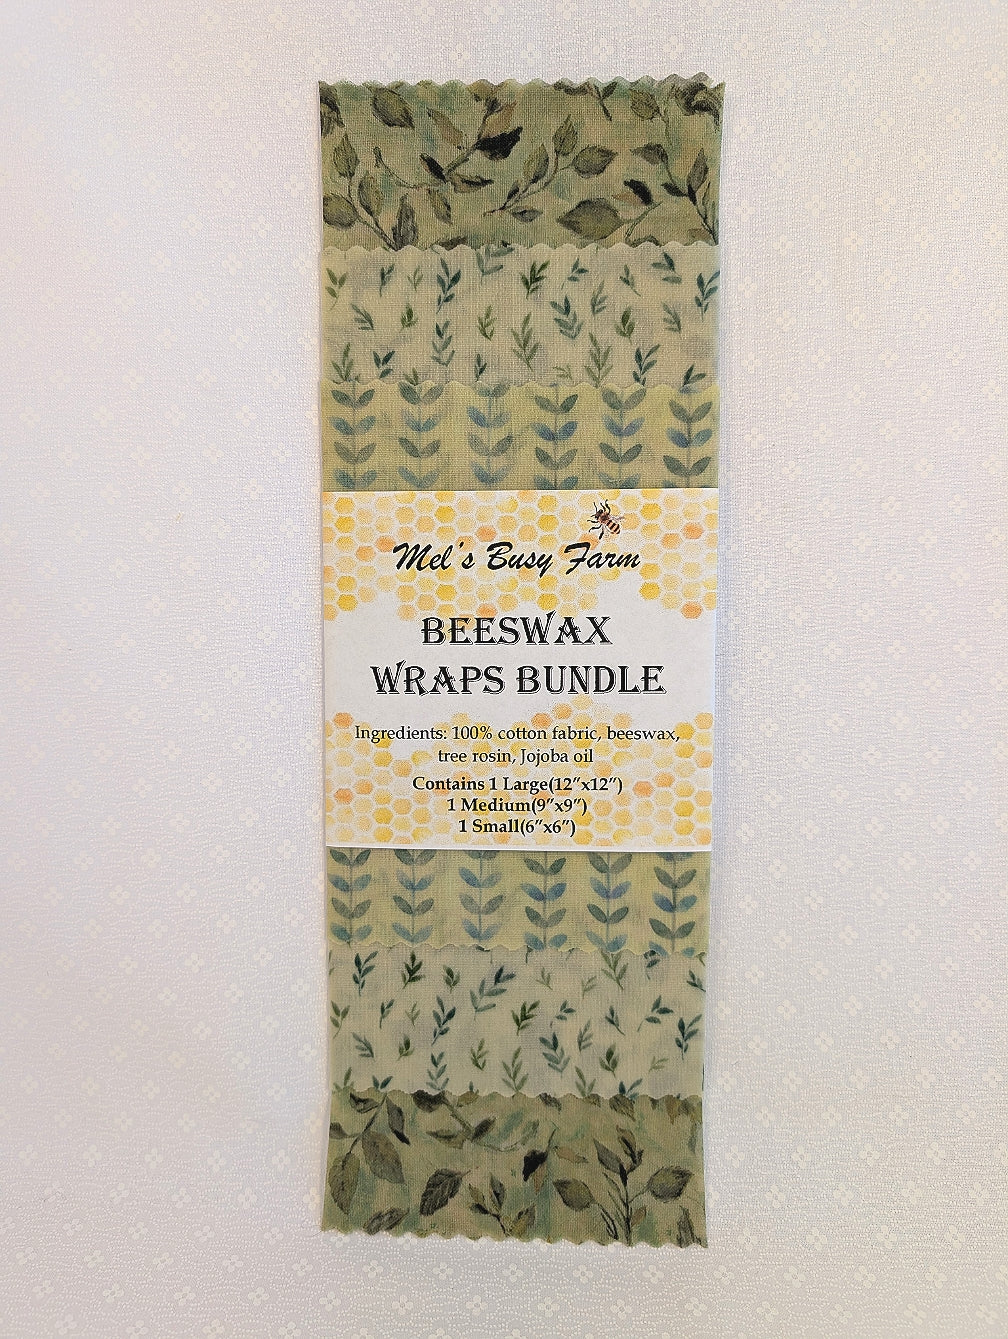 Mel's Busy Farm
BEESWAX
WRAPS BUNDLE
Ingredients: 100% cotton fabric, beeswax,
tree rosin, Jojoba oil
Contains 1 Large(12”x12”)
1 Medium(9”x9”)
1 Small(6”x6”)